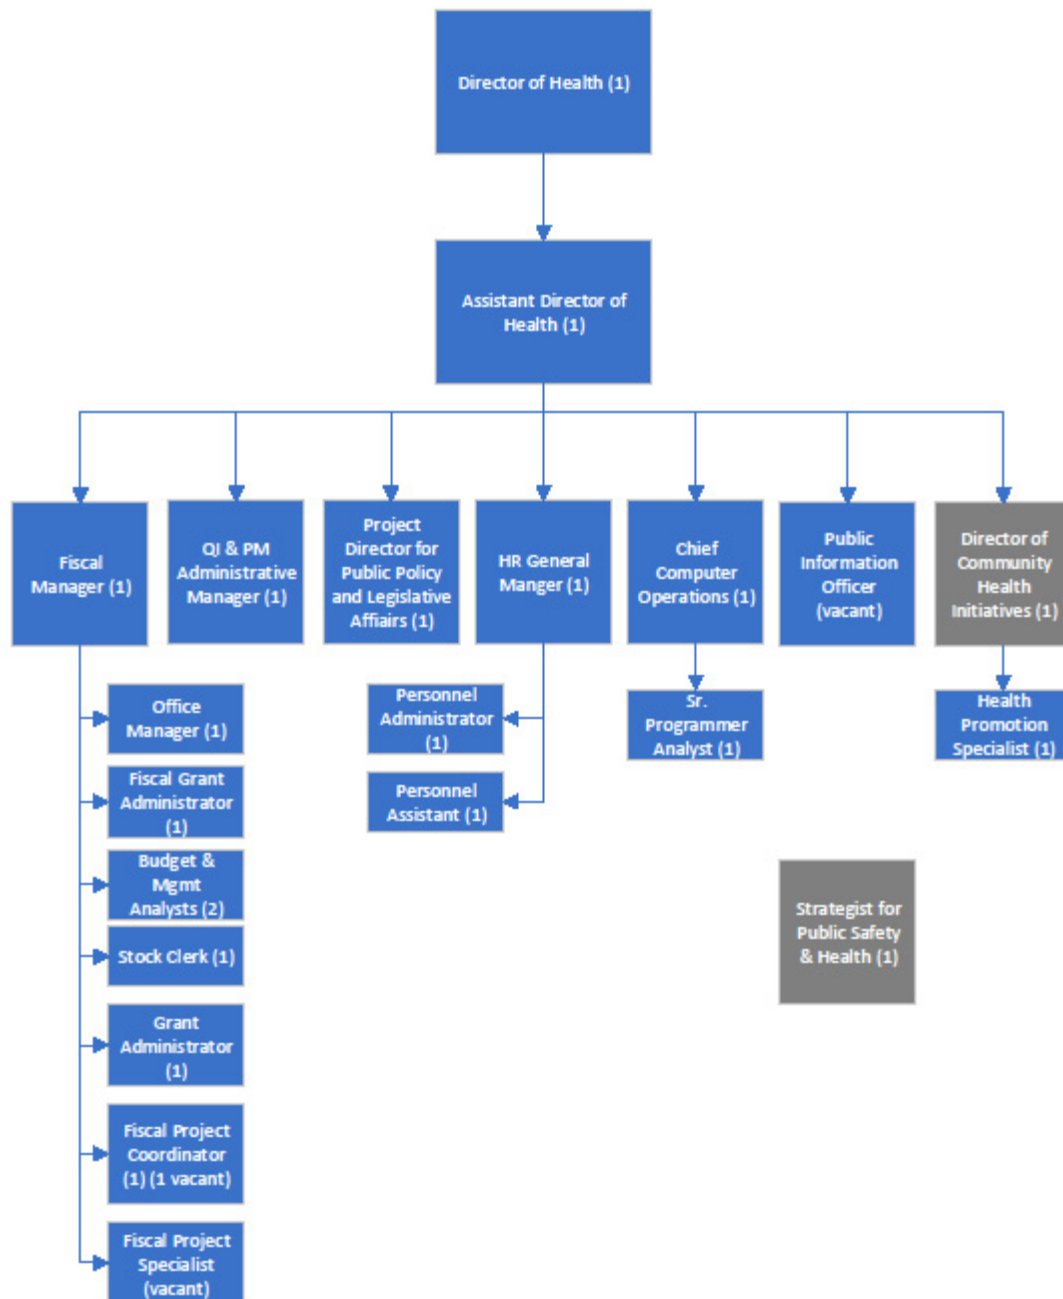 Director of Health (1)
Assistant Director of
Health (1)
Fiscal
Manager (1)
QI & PM
Administrative
Manager (1)
Project
Director for
Public Policy
and Legislative
Affiairs (1)
HR General
Manger (1)
Chief
Computer
Operations (1)
Public
Information
Officer
(vacant)
Director of
Community
Health
Initiatives (1)
Office
Manager (1)
Fiscal Grant
Administrator
(1)
Budget &
Mgmt
Analysts (2)
Stock Clerk (1)
Grant
Administrator
(1)
Fiscal Project
Coordinator
(1) (1 vacant)
Fiscal Project
Specialist
(vacant)
Personnel
Administrator
(1)
Personnel
Assistant (1)
Sr.
Programmer
Analyst (1)
Health
Promotion
Specialist (1)
Strategist for
Public Safety
& Health (1)